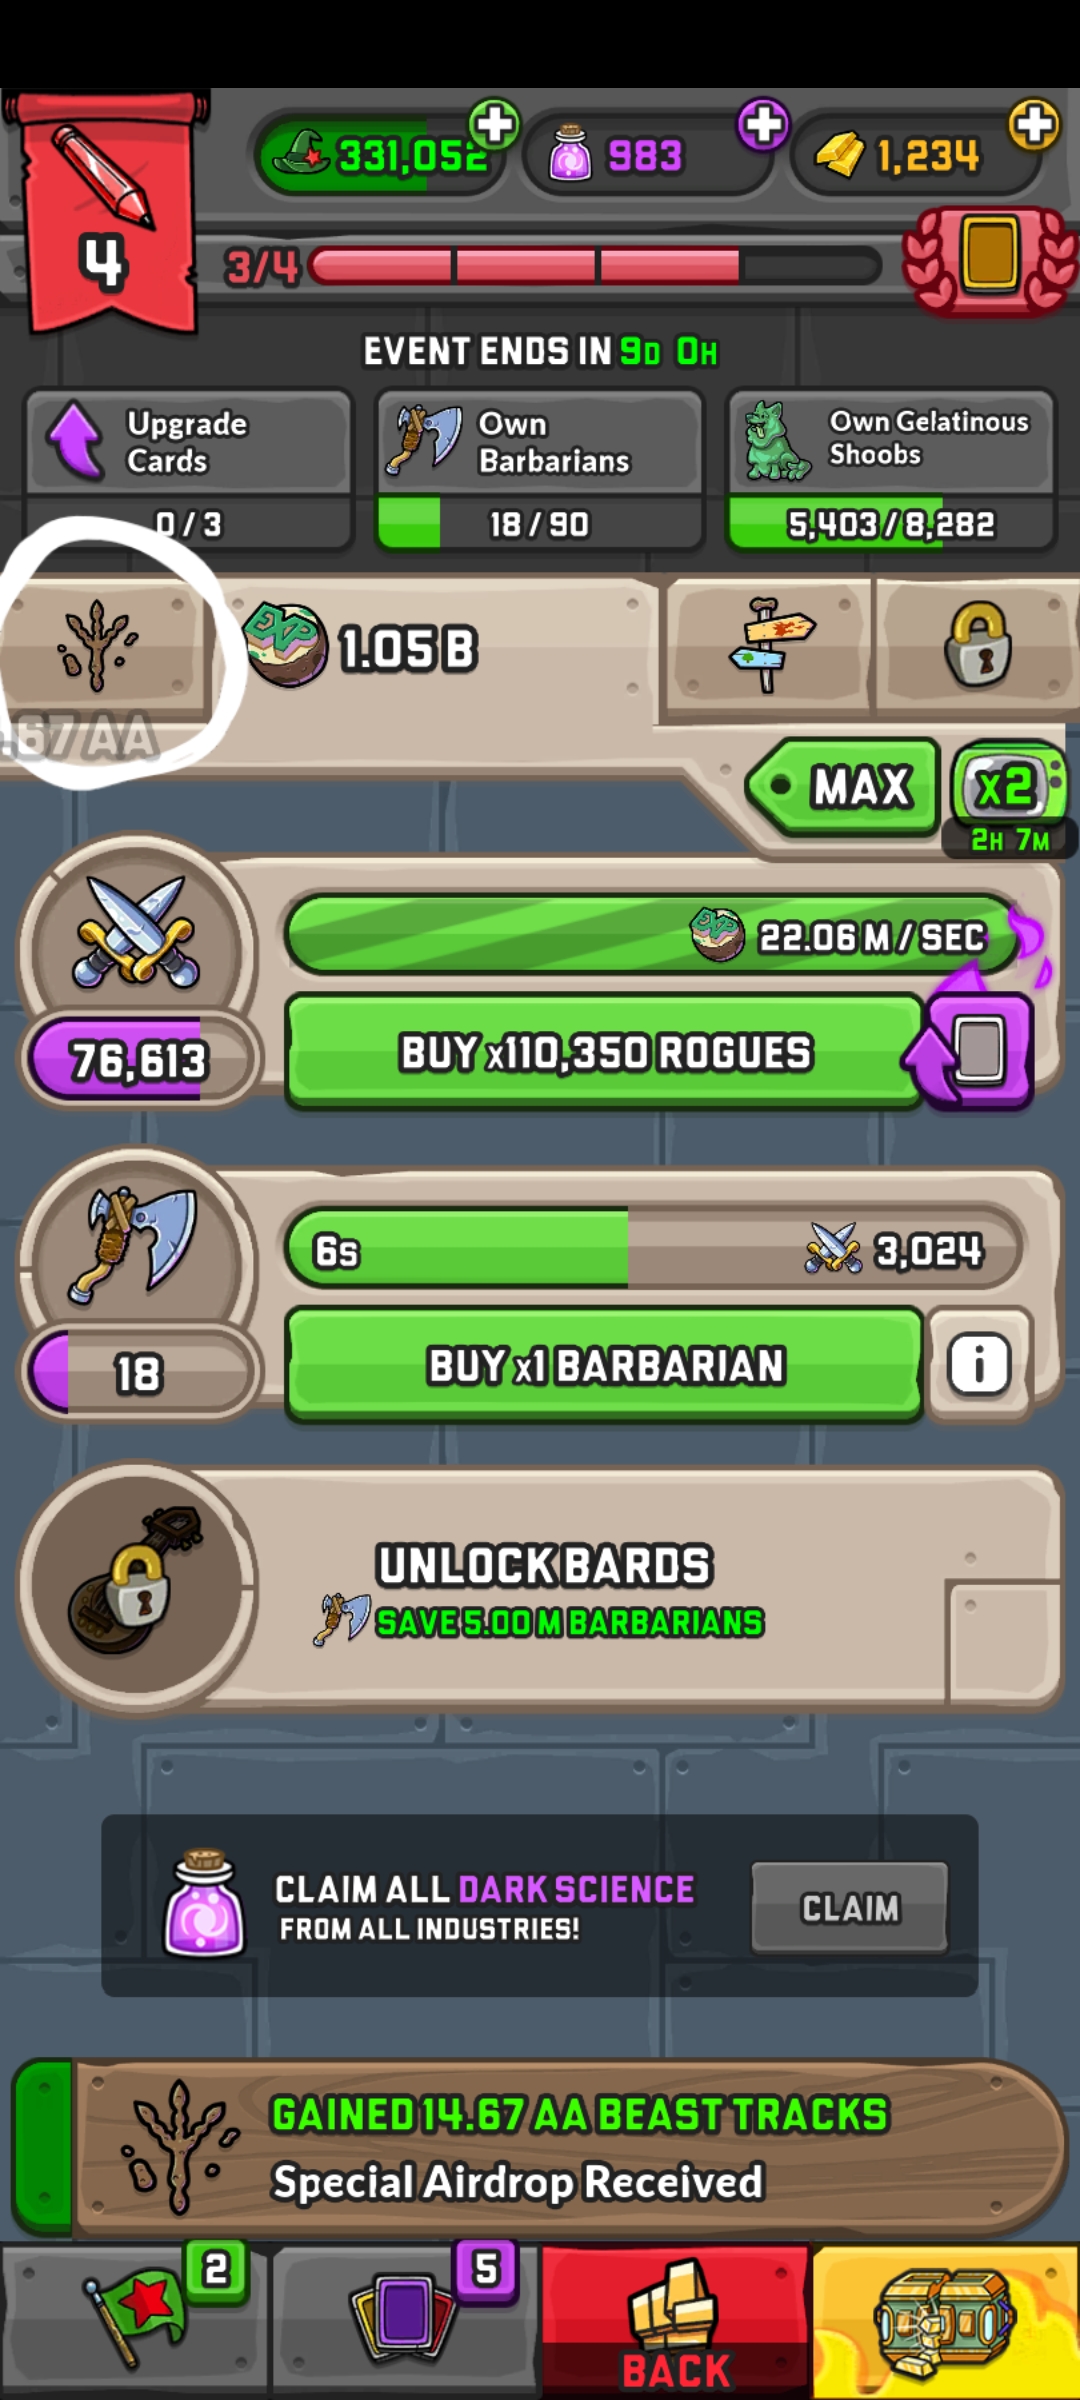 331,052
983
1,234
4
3/4
EVENT ENDS IN 9D 0H
Upgrade Cards
Own Barbarians
Own Gelatinous Shoobs
0 / 3
18 / 90
5,403 / 8,282
EXP
1.05 B
.67 AA
MAX
x2
2H 7M
EXP
22.06 M / SEC
76,613
BUY x110,350 ROGUES
6S
3,024
18
BUY x1 BARBARIAN
i
UNLOCK BARDS
SAVE 5.00 M BARBARIANS
CLAIM ALL DARK SCIENCE
FROM ALL INDUSTRIES!
CLAIM
GAINED 14.67 AA BEAST TRACKS
Special Airdrop Received
2
5
BACK